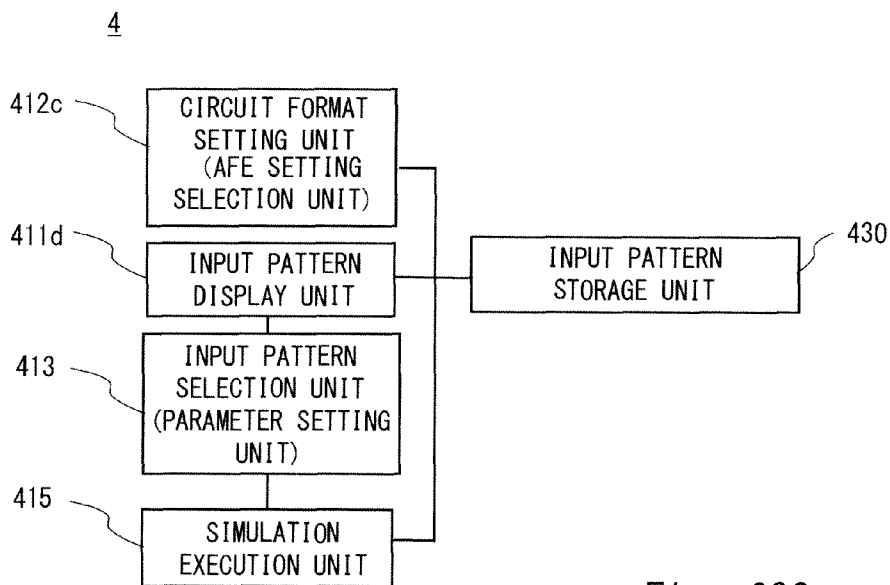 4
412c
CIRCUIT FORMAT
SETTING UNIT
(AFE SETTING
SELECTION UNIT)
411d
INPUT PATTERN
DISPLAY UNIT
430
INPUT PATTERN
STORAGE UNIT
413
INPUT PATTERN
SELECTION UNIT
(PARAMETER SETTING
UNIT)
415
SIMULATION
EXECUTION UNIT